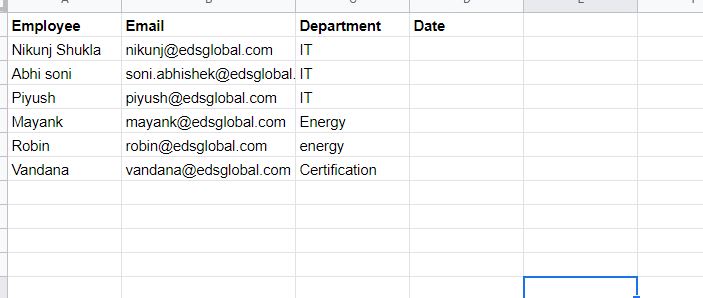 Employee Email Department Date
Nikunj Shukla nikunj@edsglobal.com IT
Abhi soni soni.abhishek@edsglobal. IT
Piyush piyush@edsglobal.com IT
Mayank mayank@edsglobal.com Energy
Robin robin@edsglobal.com energy
Vandana vandana@edsglobal.com Certification